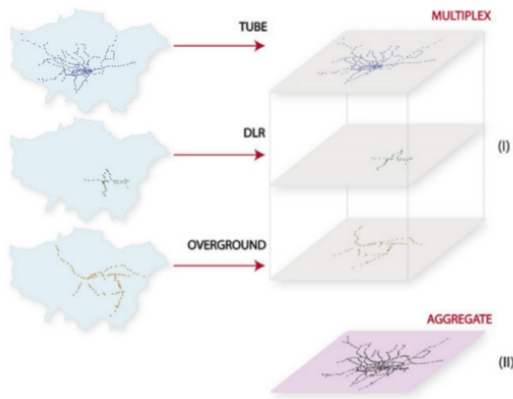 TUBE
MULTIPLEX
DLR
(I)
OVERGROUND
AGGREGATE
(II)